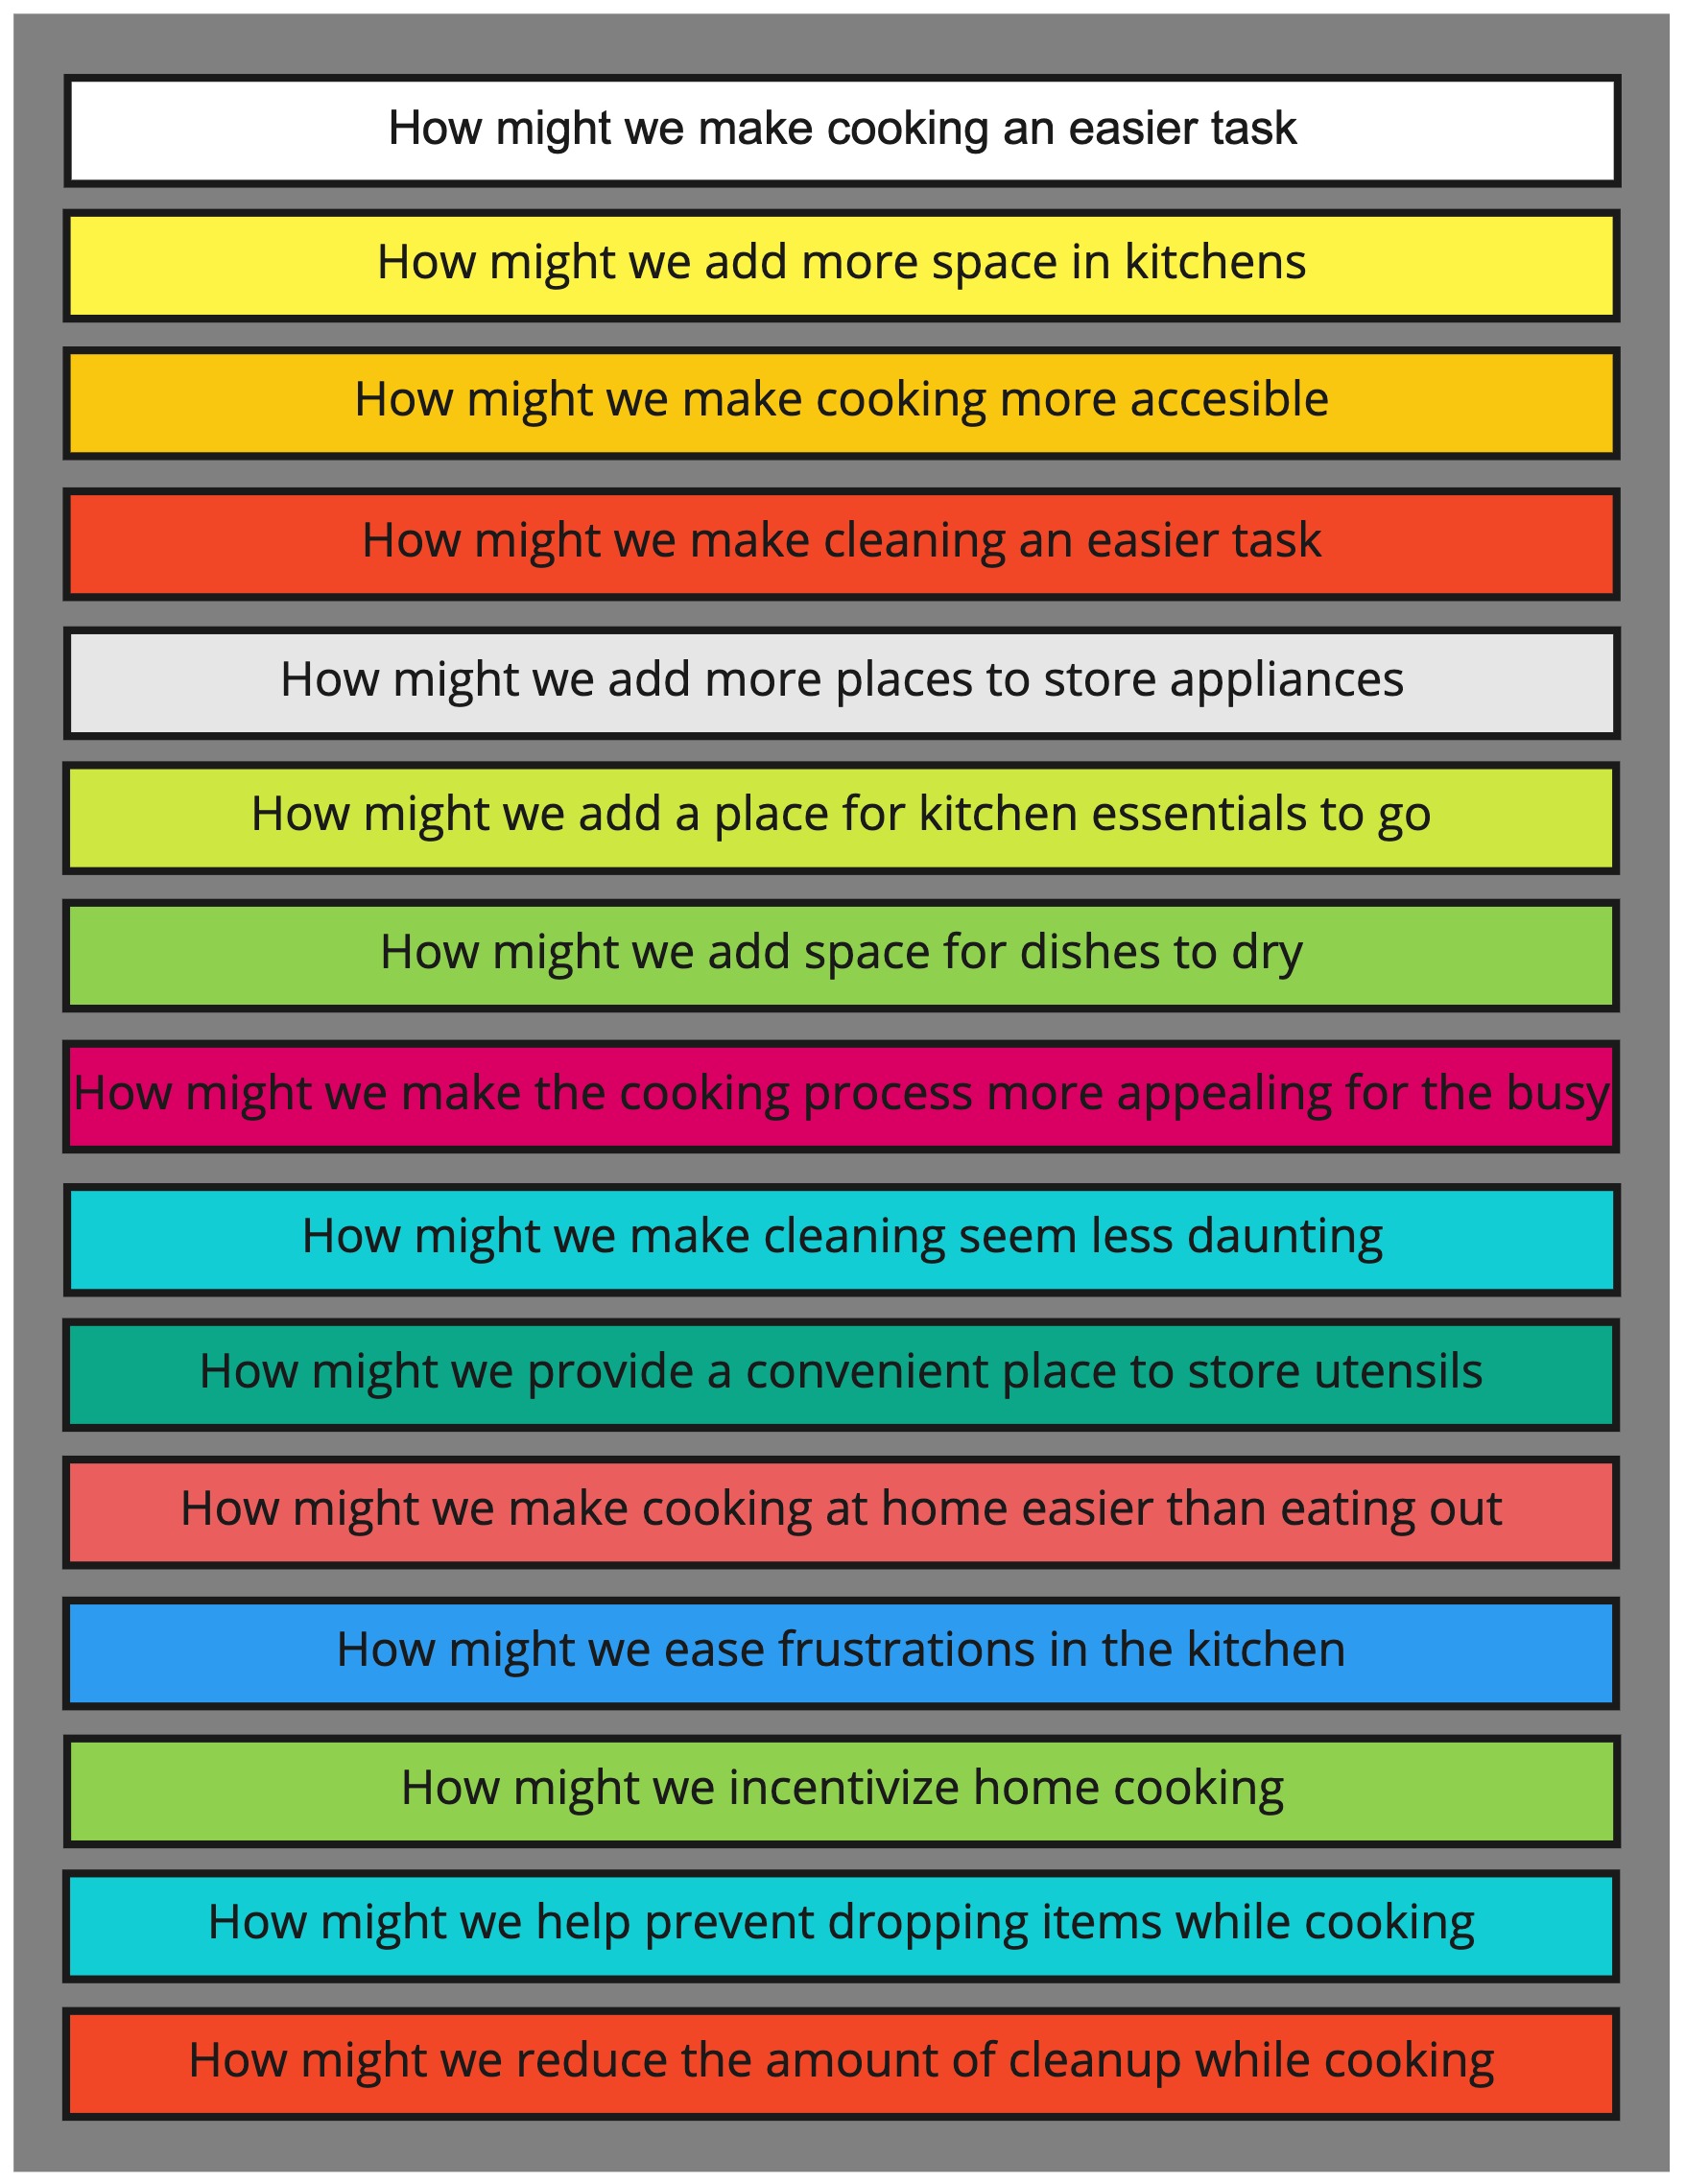 How might we make cooking an easier task
How might we add more space in kitchens
How might we make cooking more accesible
How might we make cleaning an easier task
How might we add more places to store appliances
How might we add a place for kitchen essentials to go
How might we add space for dishes to dry
How might we make the cooking process more appealing for the busy
How might we make cleaning seem less daunting
How might we provide a convenient place to store utensils
How might we make cooking at home easier than eating out
How might we ease frustrations in the kitchen
How might we incentivize home cooking
How might we help prevent dropping items while cooking
How might we reduce the amount of cleanup while cooking